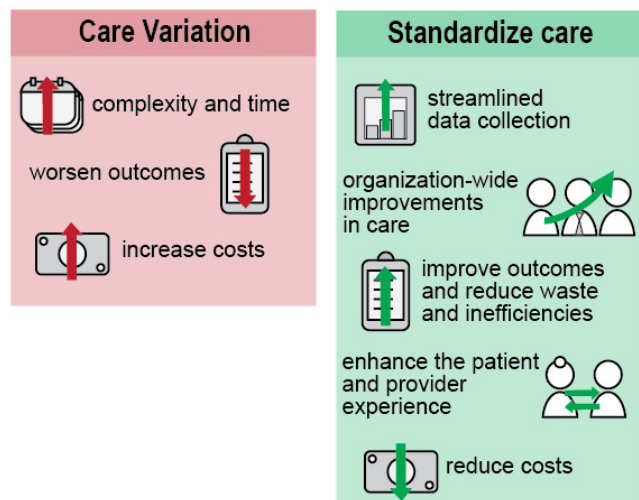 Care Variation
complexity and time
worsen outcomes
increase costs
Standardize care
streamlined
data collection
organization-wide
improvements
in care
improve outcomes
and reduce waste
and inefficiencies
enhance the patient
and provider
experience
reduce costs